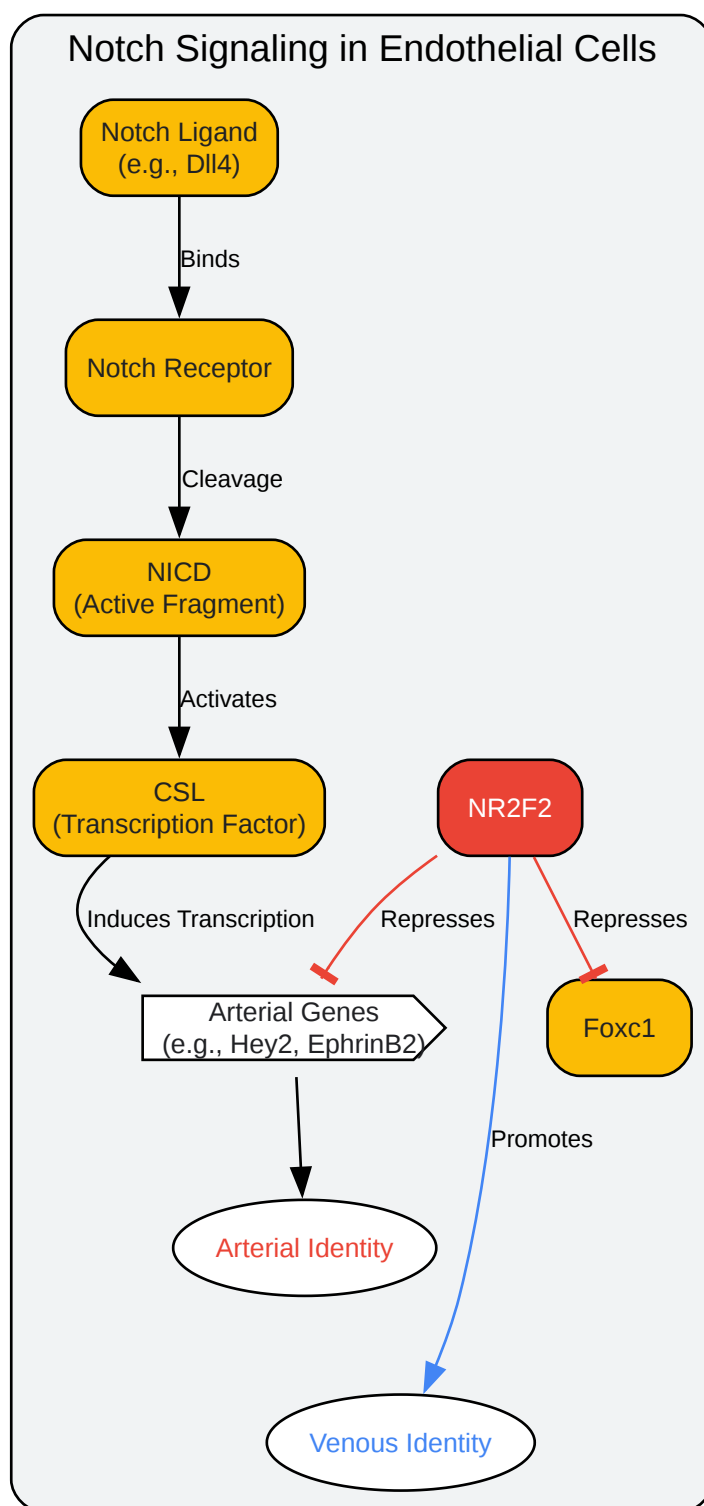 Notch Signaling in Endothelial Cells
Notch Ligand
(e.g., Dll4)
Binds
Notch Receptor
Cleavage
NICD
(Active Fragment)
Activates
CSL
(Transcription Factor)
NR2F2
Induces Transcription
Represses
Represses
Arterial Genes
(e.g., Hey2, EphrinB2)
Foxc1
Promotes
Arterial Identity
Venous Identity